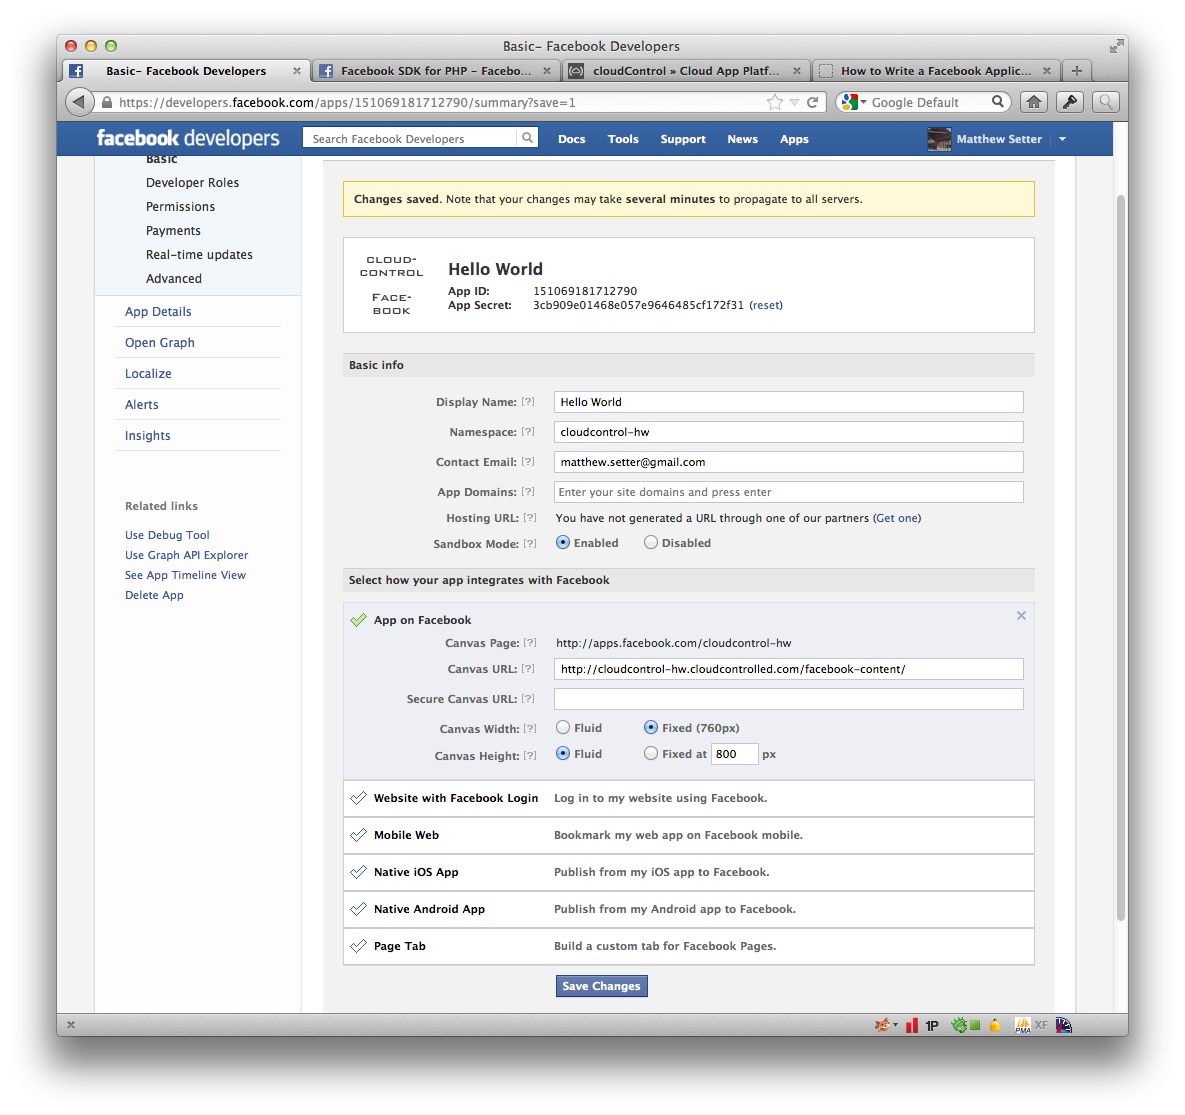 Basic- Facebook Developers
Basic- Facebook Developers
Facebook SDK for PHP – Facebo...
cloudControl » Cloud App Platf...
How to Write a Facebook Applic...
https://developers.facebook.com/apps/151069181712790/summary?save=1
Google Default
facebook developers
Search Facebook Developers
Docs
Tools
Support
News
Apps
Matthew Setter
Basic
Developer Roles
Permissions
Payments
Real-time updates
Advanced
App Details
Open Graph
Localize
Alerts
Insights
Related links
Use Debug Tool
Use Graph API Explorer
See App Timeline View
Delete App
Changes saved. Note that your changes may take several minutes to propagate to all servers.
CLOUD-
CONTROL
FACE-
BOOK
Hello World
App ID: 151069181712790
App Secret: 3cb909e01468e057e9646485cf172f31 (reset)
Basic info
Display Name: [?] Hello World
Namespace: [?] cloudcontrol-hw
Contact Email: [?] matthew.setter@gmail.com
App Domains: [?] Enter your site domains and press enter
Hosting URL: [?] You have not generated a URL through one of our partners (Get one)
Sandbox Mode: [?] Enabled Disabled
Select how your app integrates with Facebook
App on Facebook
Canvas Page: [?] http://apps.facebook.com/cloudcontrol-hw
Canvas URL: [?] http://cloudcontrol-hw.cloudcontrolled.com/facebook-content/
Secure Canvas URL: [?]
Canvas Width: [?] Fluid Fixed (760px)
Canvas Height: [?] Fluid Fixed at 800 px
Website with Facebook Login Log in to my website using Facebook.
Mobile Web Bookmark my web app on Facebook mobile.
Native iOS App Publish from my iOS app to Facebook.
Native Android App Publish from my Android app to Facebook.
Page Tab Build a custom tab for Facebook Pages.
Save Changes
1P
PMA
XF